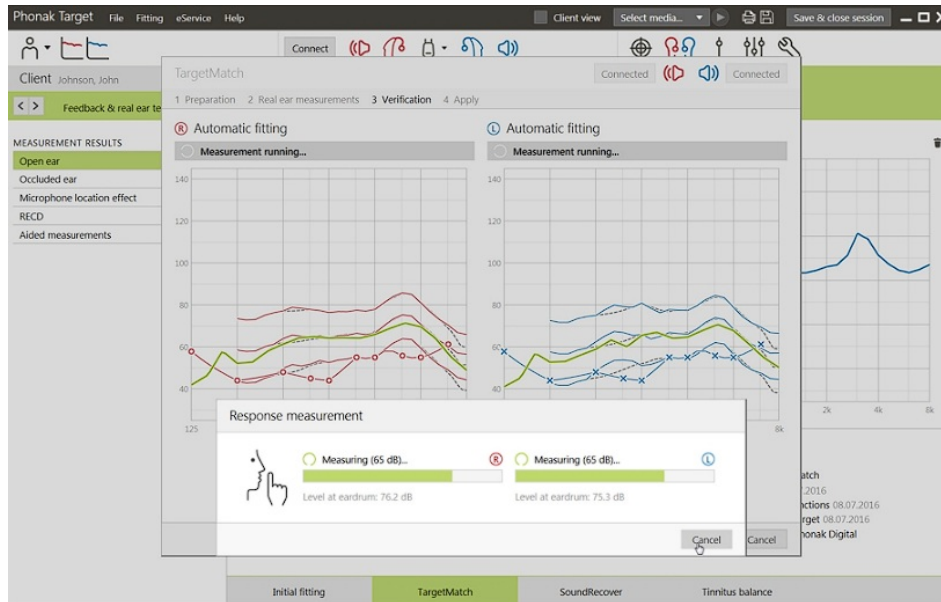 Phonak Target File Fitting eService Help Client view Select media... Save & close session
Connect
Client Johnson, John
Feedback & real ear te
MEASUREMENT RESULTS
Open ear
Occluded ear
Microphone location effect
RECD
Aided measurements
TargetMatch Connected Connected
1 Preparation 2 Real ear measurements 3 Verification 4 Apply
R Automatic fitting L Automatic fitting
Measurement running... Measurement running...
140 140
120 120
100 100
80 80
60 60
40 40
125 8k
2k 4k 8k
Response measurement
Measuring (65 dB)... R Measuring (65 dB)... L
Level at eardrum: 76.2 dB Level at eardrum: 75.3 dB
Cancel Cancel
atch
.2016
nctions 08.07.2016
rget 08.07.2016
honak Digital
Initial fitting TargetMatch SoundRecover Tinnitus balance